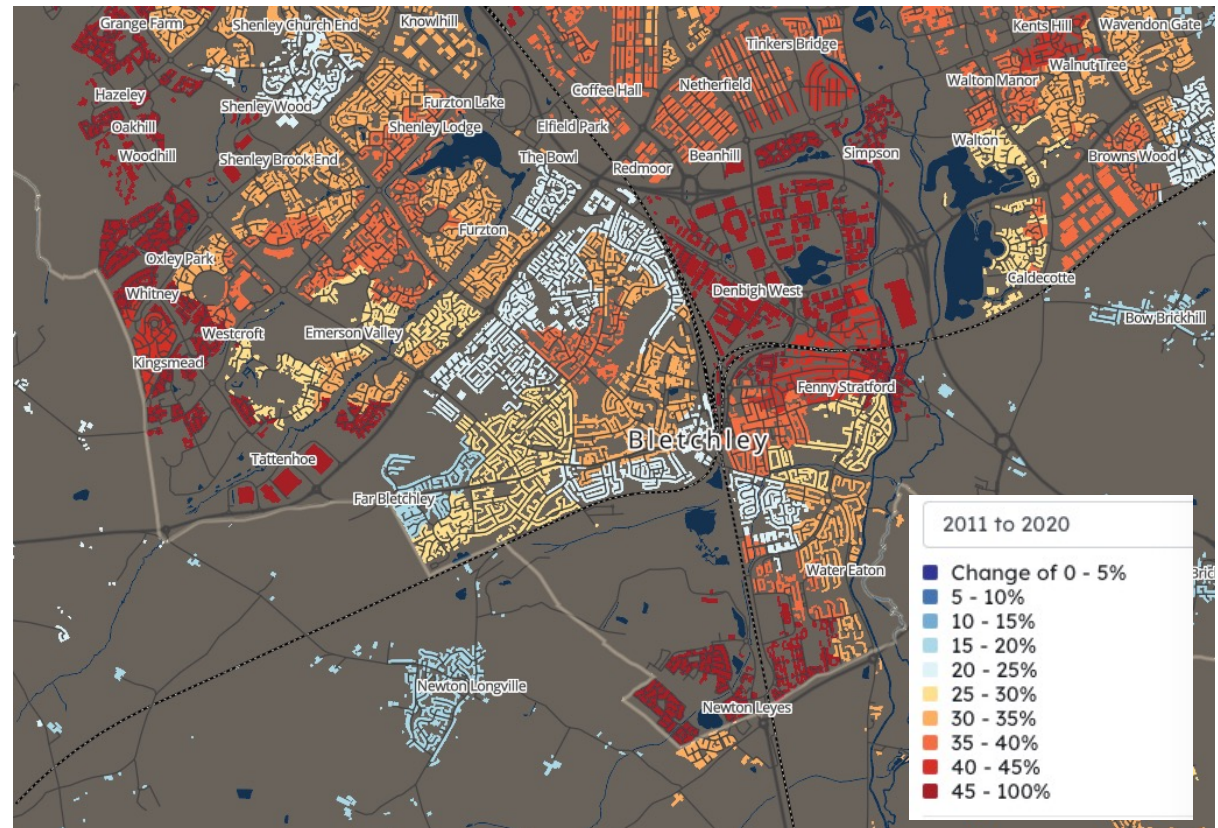 Grange Farm
Shenley Church End
Knowlhill
Kents Hill
Wavendon Gate
Tinkers Bridge
Walnut Tree
Hazeley
Shenley Wood
Furzton Lake
Coffee Hall
Netherfield
Walton Manor
Oakhill
Shenley Lodge
Elfield Park
Woodhill
Shenley Brook End
The Bowl
Redmoor
Beanhill
Simpson
Walton
Browns Wood
Furzton
Oxley Park
Whitney
Denbigh West
Caldecotte
Westcroft
Emerson Valley
Bow Brickhill
Kingsmead
Fenny Stratford
Bletchley
Tattenhoe
Far Bletchley
Water Eaton
Newton Longville
Newton Leyes
2011 to 2020
Change of 0 - 5%
5 - 10%
10 - 15%
15 - 20%
20 - 25%
25 - 30%
30 - 35%
35 - 40%
40 - 45%
45 - 100%